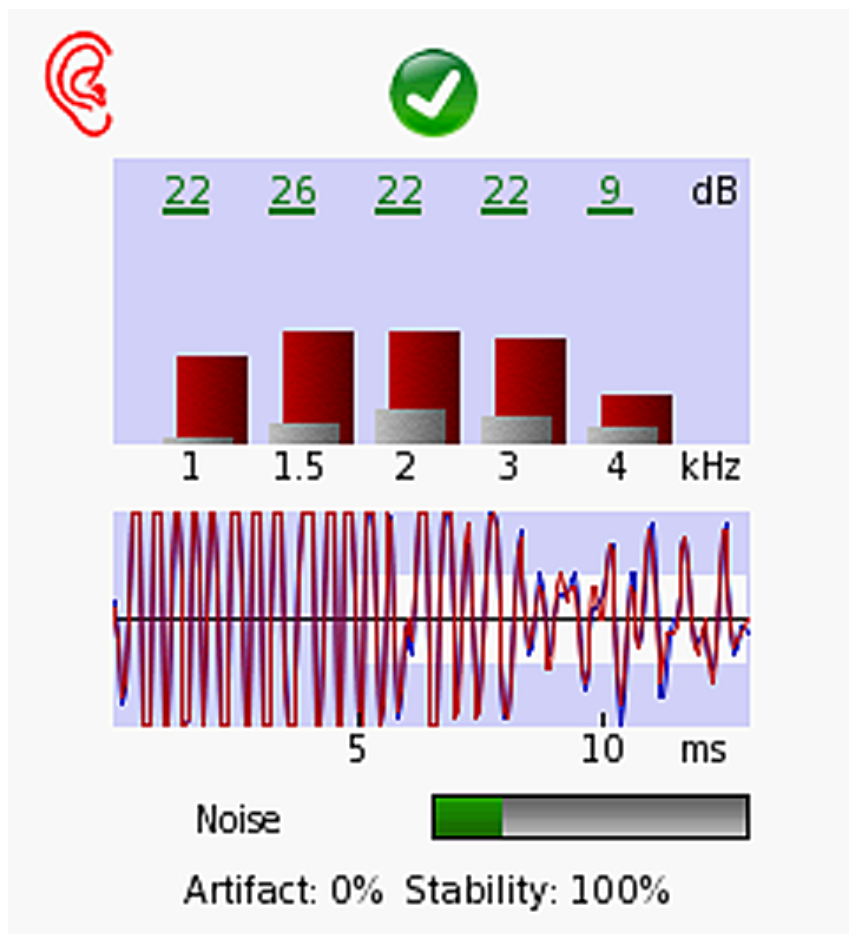 22 26 22 22 9 dB
1 1.5 2 3 4 kHz
5 10 ms
Noise
Artifact: 0% Stability: 100%